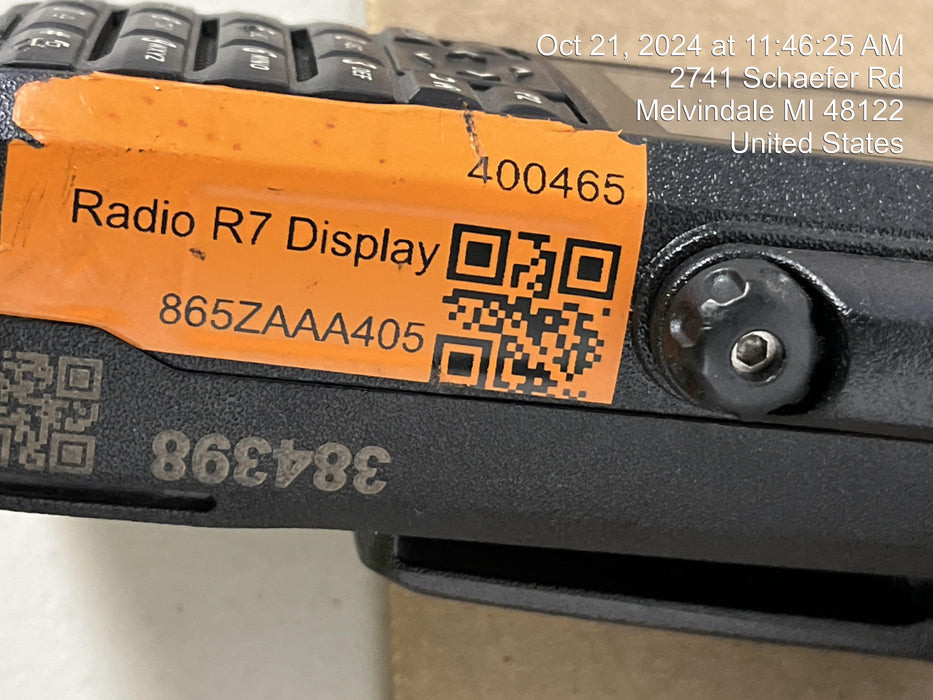 Oct 21, 2024 at 11:46:25 AM
2741 Schaefer Rd
Melvindale MI 48122
United States
400465
Radio R7 Display
865ZAAA405
384398